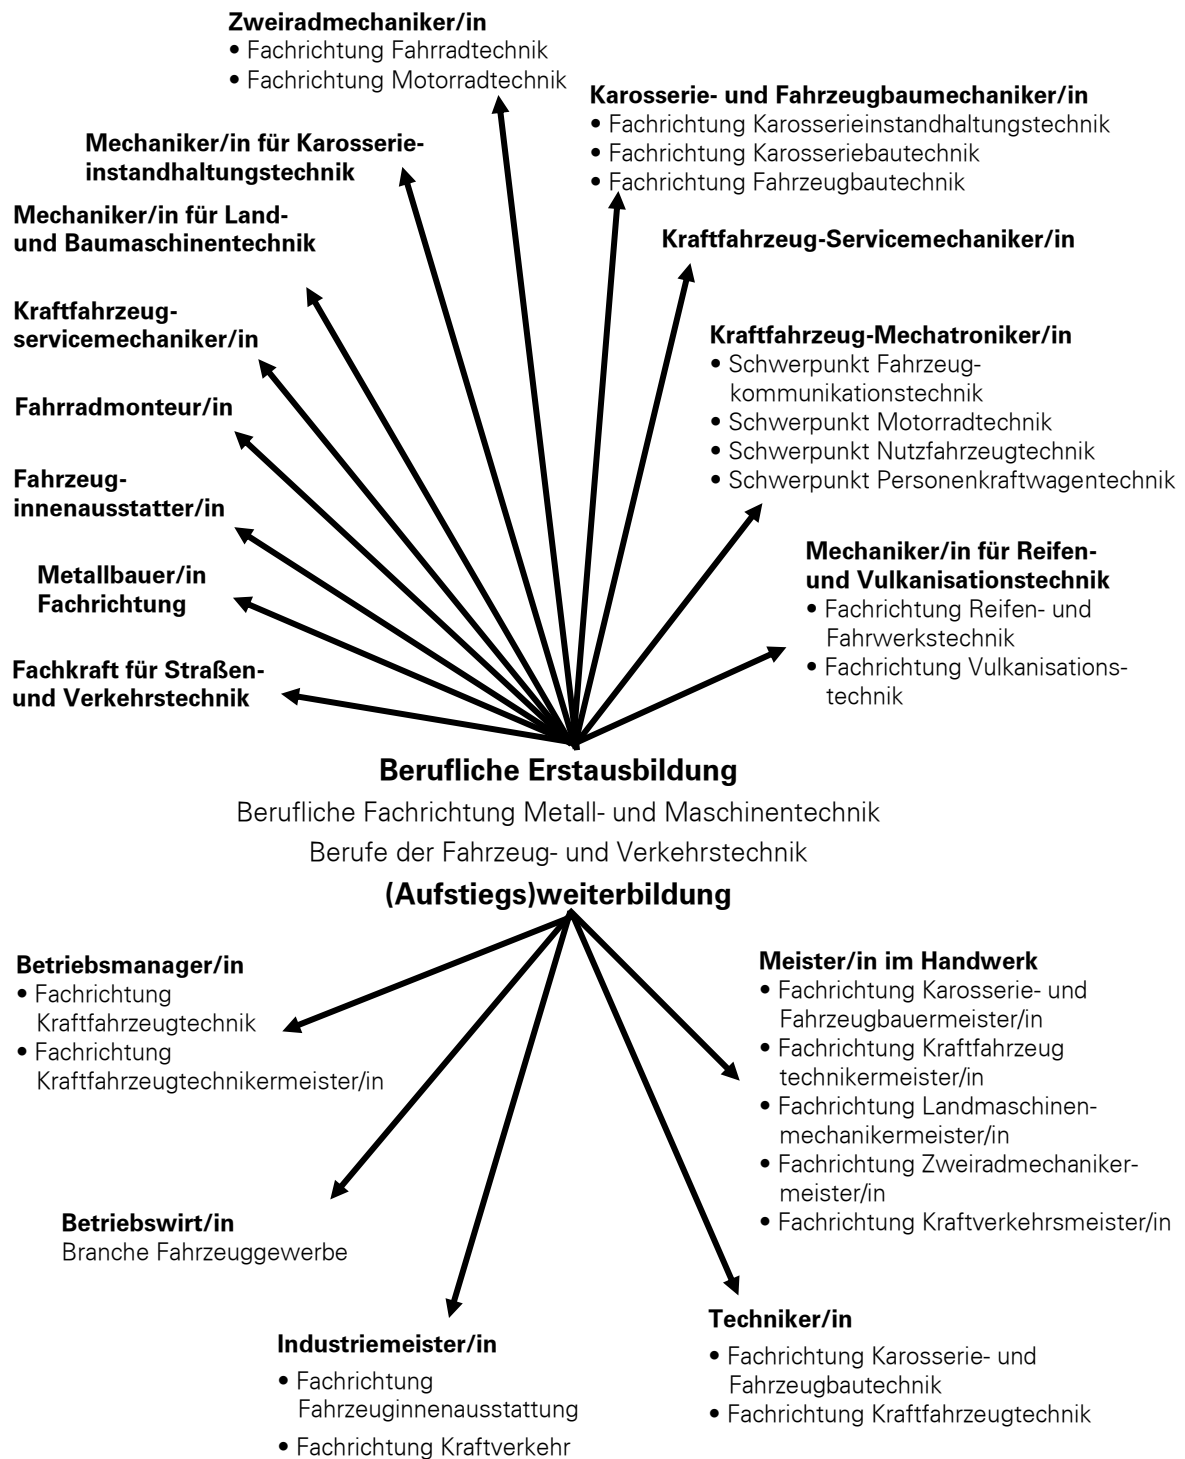 Zweiradmechaniker/in
• Fachrichtung Fahrradtechnik
• Fachrichtung Motorradtechnik
Karosserie- und Fahrzeugbaumechaniker/in
• Fachrichtung Karosserieinstandhaltungstechnik
• Fachrichtung Karosseriebautechnik
• Fachrichtung Fahrzeugbautechnik
Mechaniker/in für Karosserie-
instandhaltungstechnik
Mechaniker/in für Land-
und Baumaschinentechnik
Kraftfahrzeug-Servicemechaniker/in
Kraftfahrzeug-
servicemechaniker/in
Kraftfahrzeug-Mechatroniker/in
• Schwerpunkt Fahrzeug-
kommunikationstechnik
• Schwerpunkt Motorradtechnik
• Schwerpunkt Nutzfahrzeugtechnik
• Schwerpunkt Personenkraftwagentechnik
Fahrradmonteur/in
Fahrzeug-
innenausstatter/in
Mechaniker/in für Reifen-
und Vulkanisationstechnik
• Fachrichtung Reifen- und
Fahrwerkstechnik
• Fachrichtung Vulkanisations-
technik
Metallbauer/in
Fachrichtung
Fachkraft für Straßen-
und Verkehrstechnik
Berufliche Erstausbildung
Berufliche Fachrichtung Metall- und Maschinentechnik
Berufe der Fahrzeug- und Verkehrstechnik
(Aufstiegs)weiterbildung
Betriebsmanager/in
• Fachrichtung
Kraftfahrzeugtechnik
• Fachrichtung
Kraftfahrzeugtechnikermeister/in
Meister/in im Handwerk
• Fachrichtung Karosserie- und
Fahrzeugbauermeister/in
• Fachrichtung Kraftfahrzeug
technikermeister/in
• Fachrichtung Landmaschinen-
mechanikermeister/in
• Fachrichtung Zweiradmechaniker-
meister/in
• Fachrichtung Kraftverkehrsmeister/in
Betriebswirt/in
Branche Fahrzeuggewerbe
Industriemeister/in
• Fachrichtung
Fahrzeuginnenausstattung
• Fachrichtung Kraftverkehr
Techniker/in
• Fachrichtung Karosserie- und
Fahrzeugbautechnik
• Fachrichtung Kraftfahrzeugtechnik